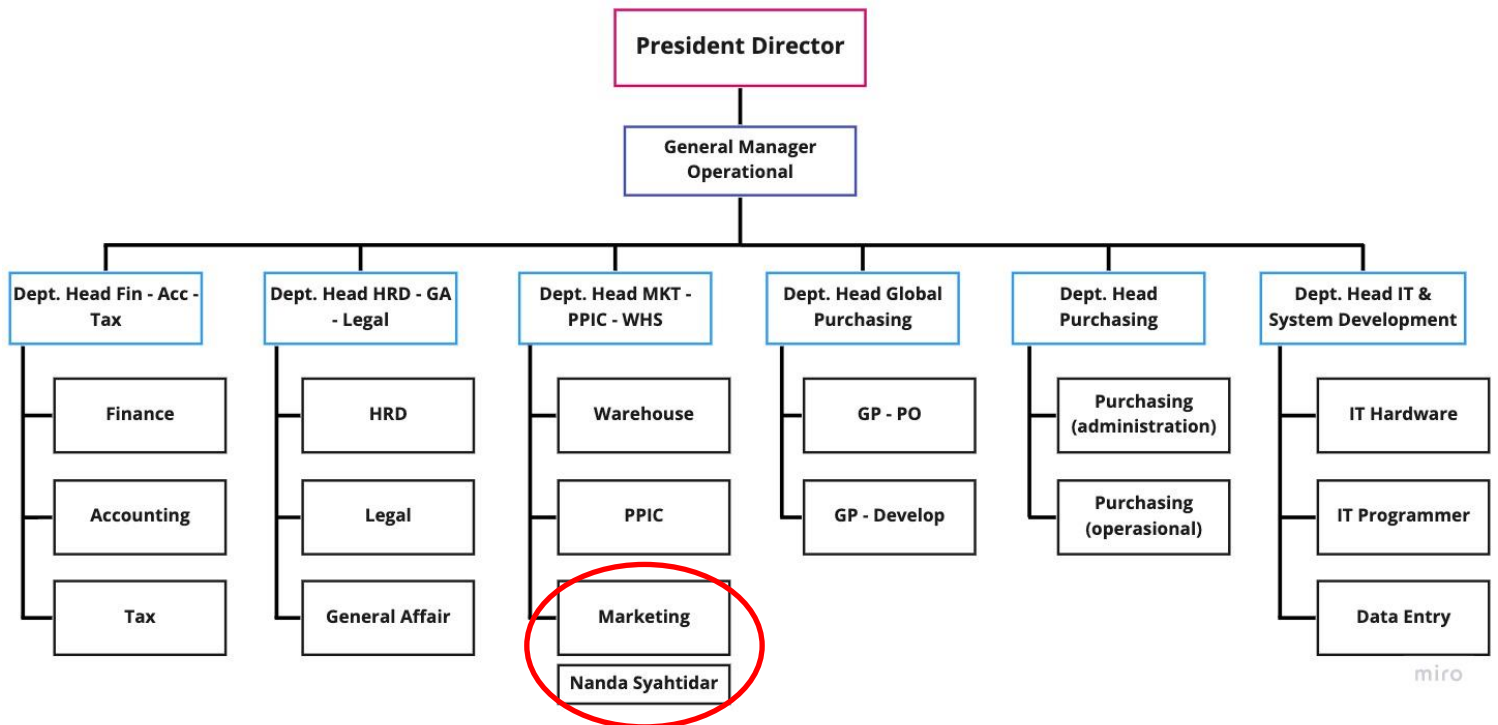 President Director
General Manager
Operational
Dept. Head Fin - Acc -
Tax
Finance
Accounting
Tax
Dept. Head HRD - GA
- Legal
HRD
Legal
General Affair
Dept. Head MKT -
PPIC - WHS
Warehouse
PPIC
Marketing
Nanda Syahtidar
Dept. Head Global
Purchasing
GP - PO
GP - Develop
Dept. Head
Purchasing
Purchasing
(administration)
Purchasing
(operasional)
Dept. Head IT &
System Development
IT Hardware
IT Programmer
Data Entry
miro